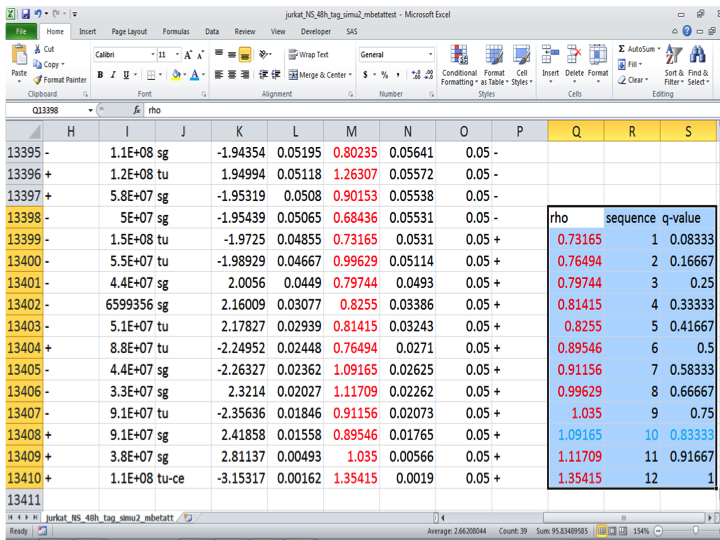 jurkat_NS_48h_tag_simu2_mbetattest - Microsoft Excel
File Home Insert Page Layout Formulas Data Review View Developer SAS
Paste Cut Copy Format Painter Calibri 11 A A Wrap Text General Conditional Formatting Format as Table Cell Styles Insert Delete Format AutoSum Fill Clear Sort & Filter Find & Select
B I U A Merge & Center $ % ,
Clipboard Font Alignment Number Styles Cells Editing
Q13398 fx rho
H I J K L M N O P Q R S
13395 - 1.1E+08 sg -1.94354 0.05195 0.80235 0.05641 0.05 -
13396 + 1.2E+08 tu 1.94994 0.05118 1.26307 0.05572 0.05 -
13397 + 5.8E+07 sg -1.95319 0.0508 0.90153 0.05538 0.05 -
13398 - 5E+07 sg -1.95439 0.05065 0.68436 0.05531 0.05 - rho sequence q-value
13399 - 1.5E+08 tu -1.9725 0.04855 0.73165 0.0531 0.05 + 0.73165 1 0.08333
13400 - 5.5E+07 tu -1.98929 0.04667 0.99629 0.05114 0.05 + 0.76494 2 0.16667
13401 - 4.4E+07 sg 2.0056 0.0449 0.79744 0.0493 0.05 + 0.79744 3 0.25
13402 - 6599356 sg 2.16009 0.03077 0.8255 0.03386 0.05 + 0.81415 4 0.33333
13403 - 5.1E+07 tu 2.17827 0.02939 0.81415 0.03243 0.05 + 0.8255 5 0.41667
13404 + 8.8E+07 tu -2.24952 0.02448 0.76494 0.0271 0.05 + 0.89546 6 0.5
13405 - 4.4E+07 sg -2.26327 0.02362 1.09165 0.02625 0.05 + 0.91156 7 0.58333
13406 - 3.3E+07 sg 2.3214 0.02027 1.11709 0.02262 0.05 + 0.99629 8 0.66667
13407 - 9.1E+07 tu -2.35636 0.01846 0.91156 0.02073 0.05 + 1.035 9 0.75
13408 + 9.1E+07 sg 2.41858 0.01558 0.89546 0.01765 0.05 + 1.09165 10 0.83333
13409 + 3.8E+07 sg 2.81137 0.00493 1.035 0.00566 0.05 + 1.11709 11 0.91667
13410 + 1.1E+08 tu-ce -3.15317 0.00162 1.35415 0.0019 0.05 + 1.35415 12 1
13411
jurkat_NS_48h_tag_simu2_mbetatt
Ready Average: 2.66208044 Count: 39 Sum: 95.83489585 154%